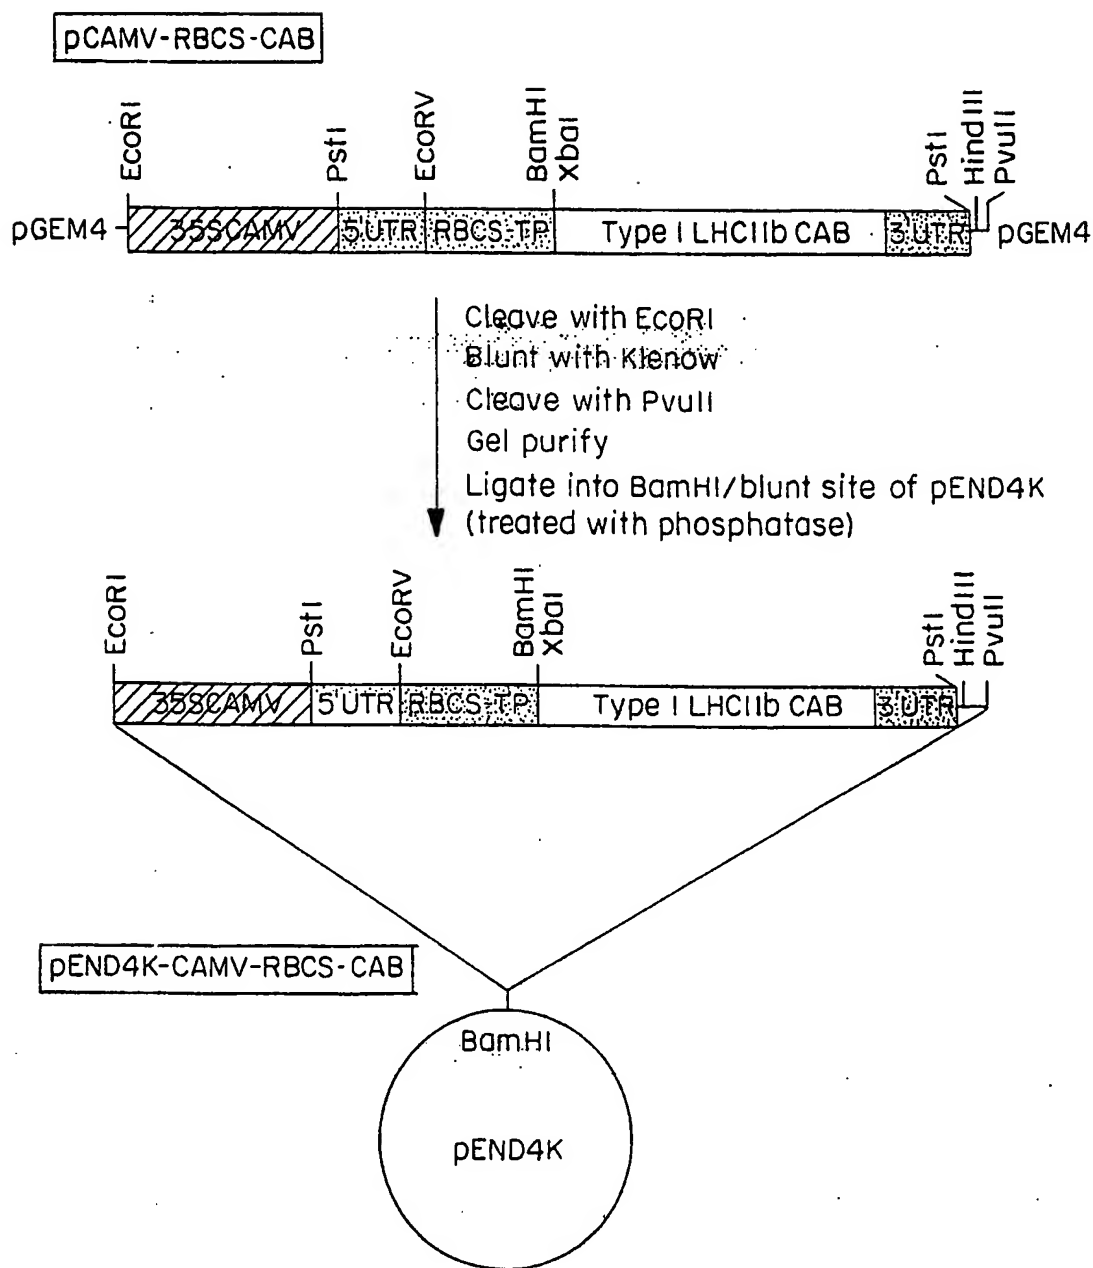 pCAMV-RBCS-CAB
EcoRI
PstI
EcoRV
BamHI
XbaI
PstI
HindIII
PvuII
pGEM4
35SCAMV
5'UTR
RBCS-TP
Type I LHCIIb CAB
3'UTR
pGEM4
Cleave with EcoRI
Blunt with Klenow
Cleave with PvuII
Gel purify
Ligate into BamHI/blunt site of pEND4K
(treated with phosphatase)
EcoRI
PstI
EcoRV
BamHI
XbaI
PstI
HindIII
PvuII
35SCAMV
5'UTR
RBCS-TP
Type I LHCIIb CAB
3'UTR
pEND4K-CAMV-RBCS-CAB
BamHI
pEND4K